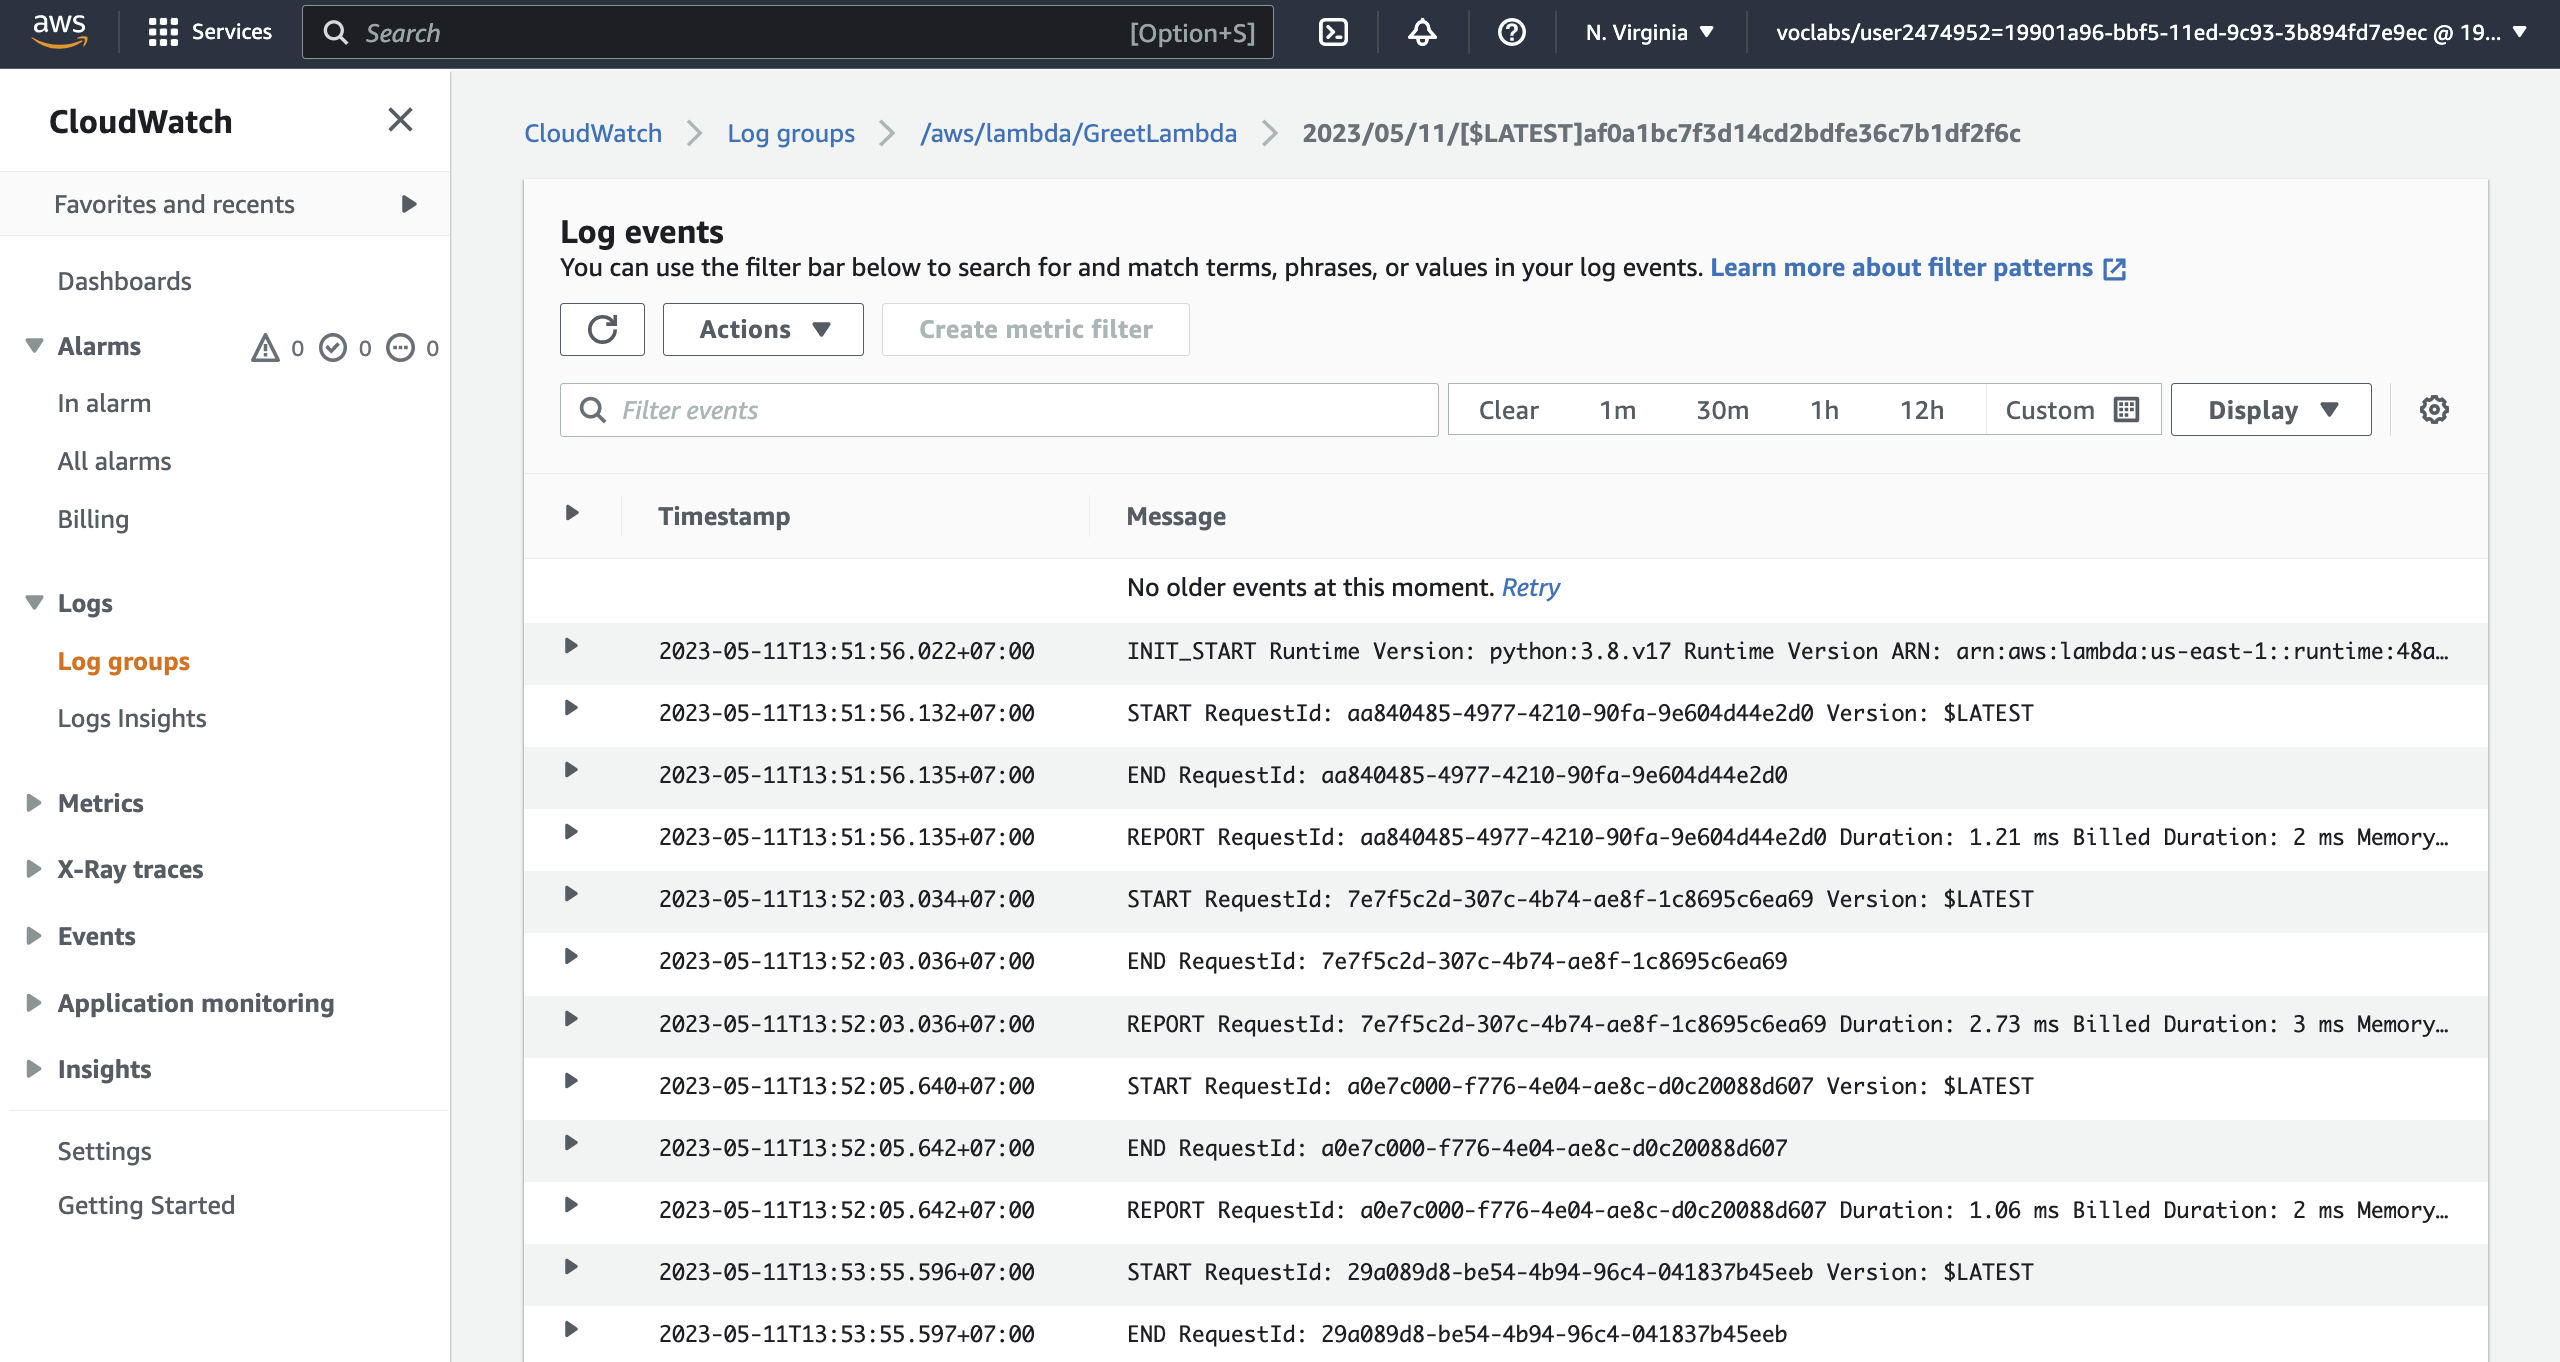 aws Services Search [Option+S] N. Virginia voclabs/user2474952=19901a96-bbf5-11ed-9c93-3b894fd7e9ec @ 19...
CloudWatch
Favorites and recents
Dashboards
Alarms 0 0 0
In alarm
All alarms
Billing
Logs
Log groups
Logs Insights
Metrics
X-Ray traces
Events
Application monitoring
Insights
Settings
Getting Started
CloudWatch Log groups /aws/lambda/GreetLambda 2023/05/11/[$LATEST]af0a1bc7f3d14cd2bdfe36c7b1df2f6c
Log events
You can use the filter bar below to search for and match terms, phrases, or values in your log events. Learn more about filter patterns
Actions Create metric filter
Filter events Clear 1m 30m 1h 12h Custom Display
Timestamp Message
No older events at this moment. Retry
2023-05-11T13:51:56.022+07:00 INIT_START Runtime Version: python:3.8.v17 Runtime Version ARN: arn:aws:lambda:us-east-1::runtime:48a…
2023-05-11T13:51:56.132+07:00 START RequestId: aa840485-4977-4210-90fa-9e604d44e2d0 Version: $LATEST
2023-05-11T13:51:56.135+07:00 END RequestId: aa840485-4977-4210-90fa-9e604d44e2d0
2023-05-11T13:51:56.135+07:00 REPORT RequestId: aa840485-4977-4210-90fa-9e604d44e2d0 Duration: 1.21 ms Billed Duration: 2 ms Memory…
2023-05-11T13:52:03.034+07:00 START RequestId: 7e7f5c2d-307c-4b74-ae8f-1c8695c6ea69 Version: $LATEST
2023-05-11T13:52:03.036+07:00 END RequestId: 7e7f5c2d-307c-4b74-ae8f-1c8695c6ea69
2023-05-11T13:52:03.036+07:00 REPORT RequestId: 7e7f5c2d-307c-4b74-ae8f-1c8695c6ea69 Duration: 2.73 ms Billed Duration: 3 ms Memory…
2023-05-11T13:52:05.640+07:00 START RequestId: a0e7c000-f776-4e04-ae8c-d0c20088d607 Version: $LATEST
2023-05-11T13:52:05.642+07:00 END RequestId: a0e7c000-f776-4e04-ae8c-d0c20088d607
2023-05-11T13:52:05.642+07:00 REPORT RequestId: a0e7c000-f776-4e04-ae8c-d0c20088d607 Duration: 1.06 ms Billed Duration: 2 ms Memory…
2023-05-11T13:53:55.596+07:00 START RequestId: 29a089d8-be54-4b94-96c4-041837b45eeb Version: $LATEST
2023-05-11T13:53:55.597+07:00 END RequestId: 29a089d8-be54-4b94-96c4-041837b45eeb